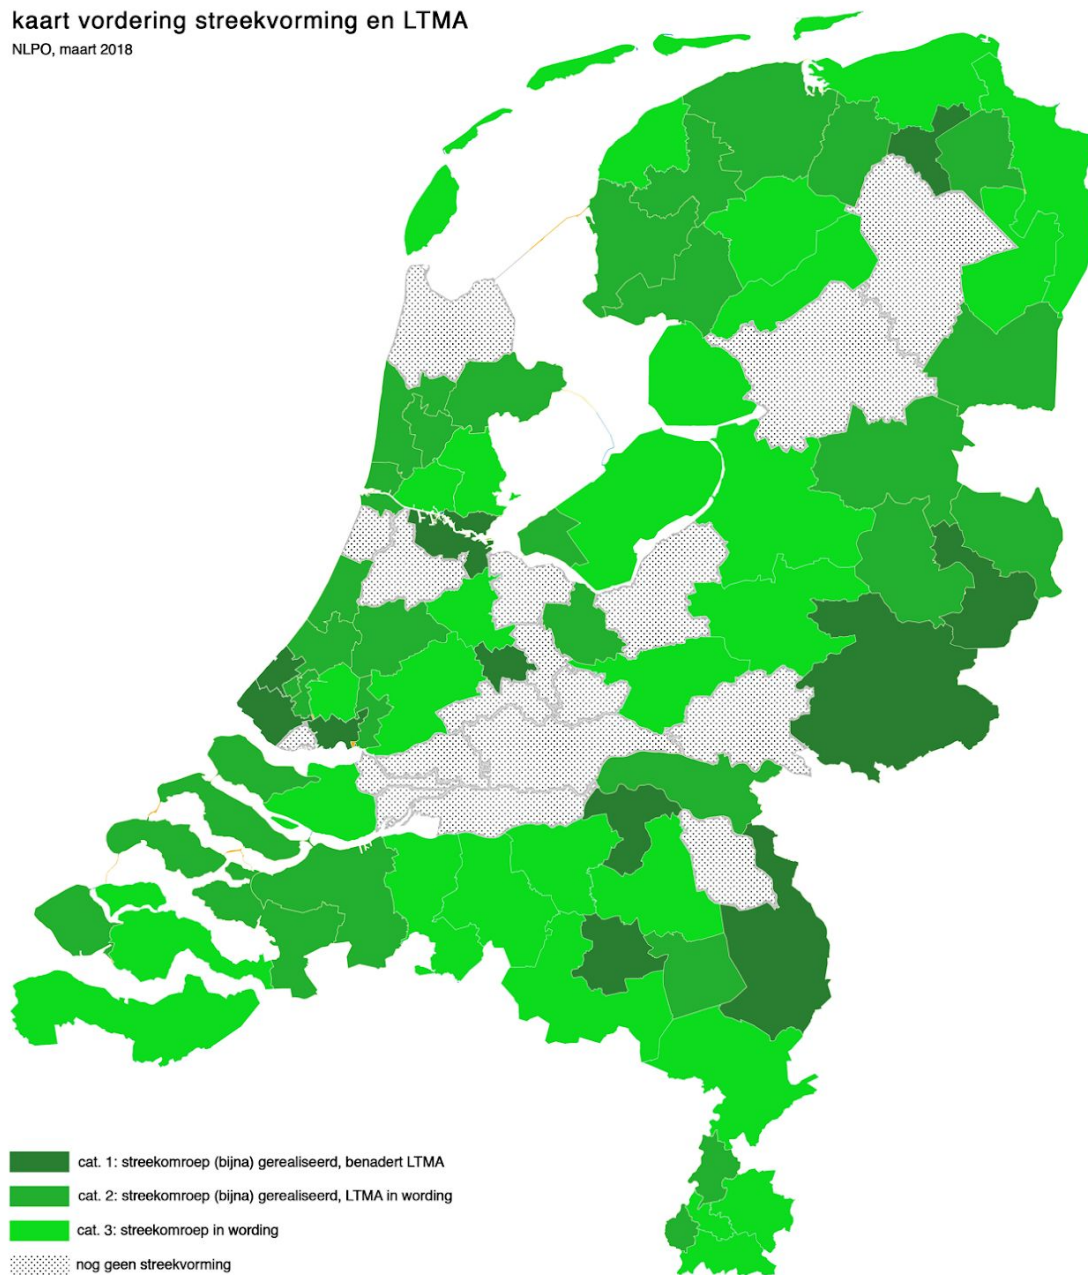 kaart vordering streekvorming en LTMA
NLPO, maart 2018
cat. 1: streekomroep (bijna) gerealiseerd, benadert LTMA
cat. 2: streekomroep (bijna) gerealiseerd, LTMA in wording
cat. 3: streekomroep in wording
nog geen streekvorming